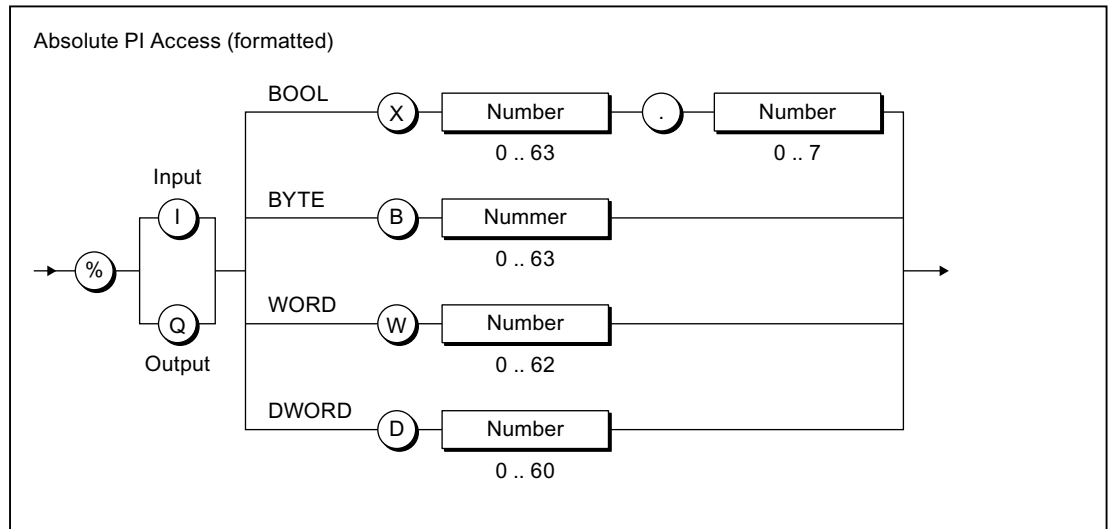 Absolute PI Access (formatted)
BOOL
X
Number
.
Number
0 .. 63
0 .. 7
Input
BYTE
I
B
Nummer
0 .. 63
%
WORD
Q
W
Number
Output
0 .. 62
DWORD
D
Number
0 .. 60